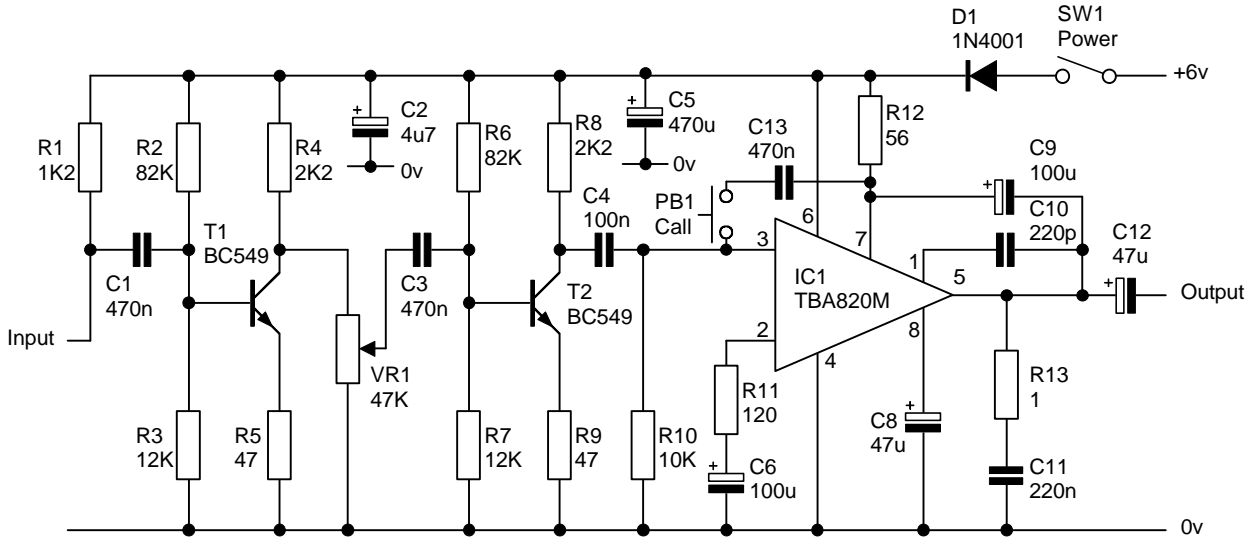 D1
1N4001
SW1
Power
+6v
C2
4u7
0v
C5
470u
0v
R12
56
C13
470n
R1
1K2
R2
82K
R4
2K2
R6
82K
R8
2K2
C9
100u
C10
220p
C12
47u
T1
BC549
C4
100n
PB1
Call
6
7
3
1
5
IC1
TBA820M
C1
470n
C3
470n
T2
BC549
Output
Input
2
4
8
VR1
47K
R11
120
R13
1
R3
12K
R5
47
R7
12K
R9
47
R10
10K
C8
47u
C6
100u
C11
220n
0v